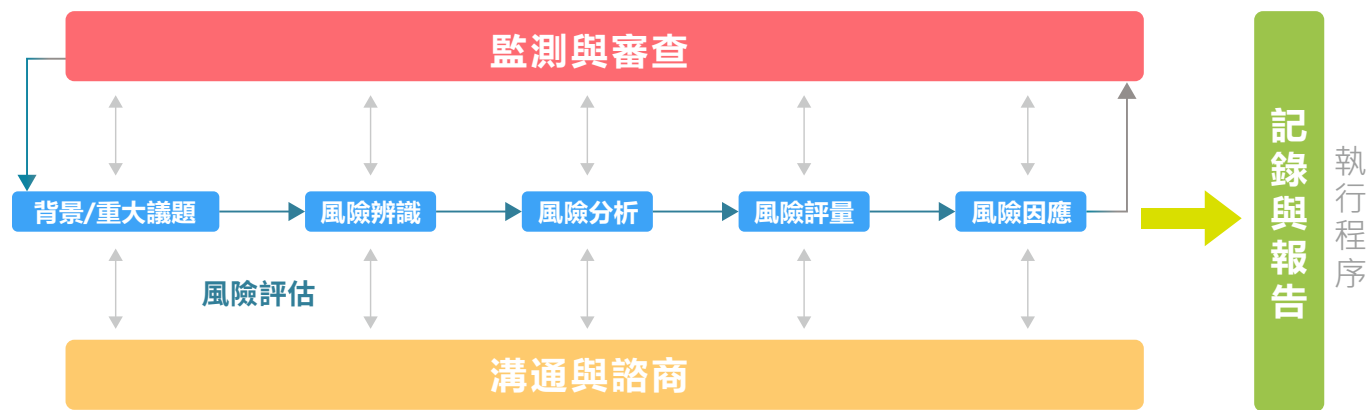 監測與審查
背景/重大議題
風險辨識
風險分析
風險評量
風險因應
風險評估
溝通與諮商
記錄與報告
執行程序